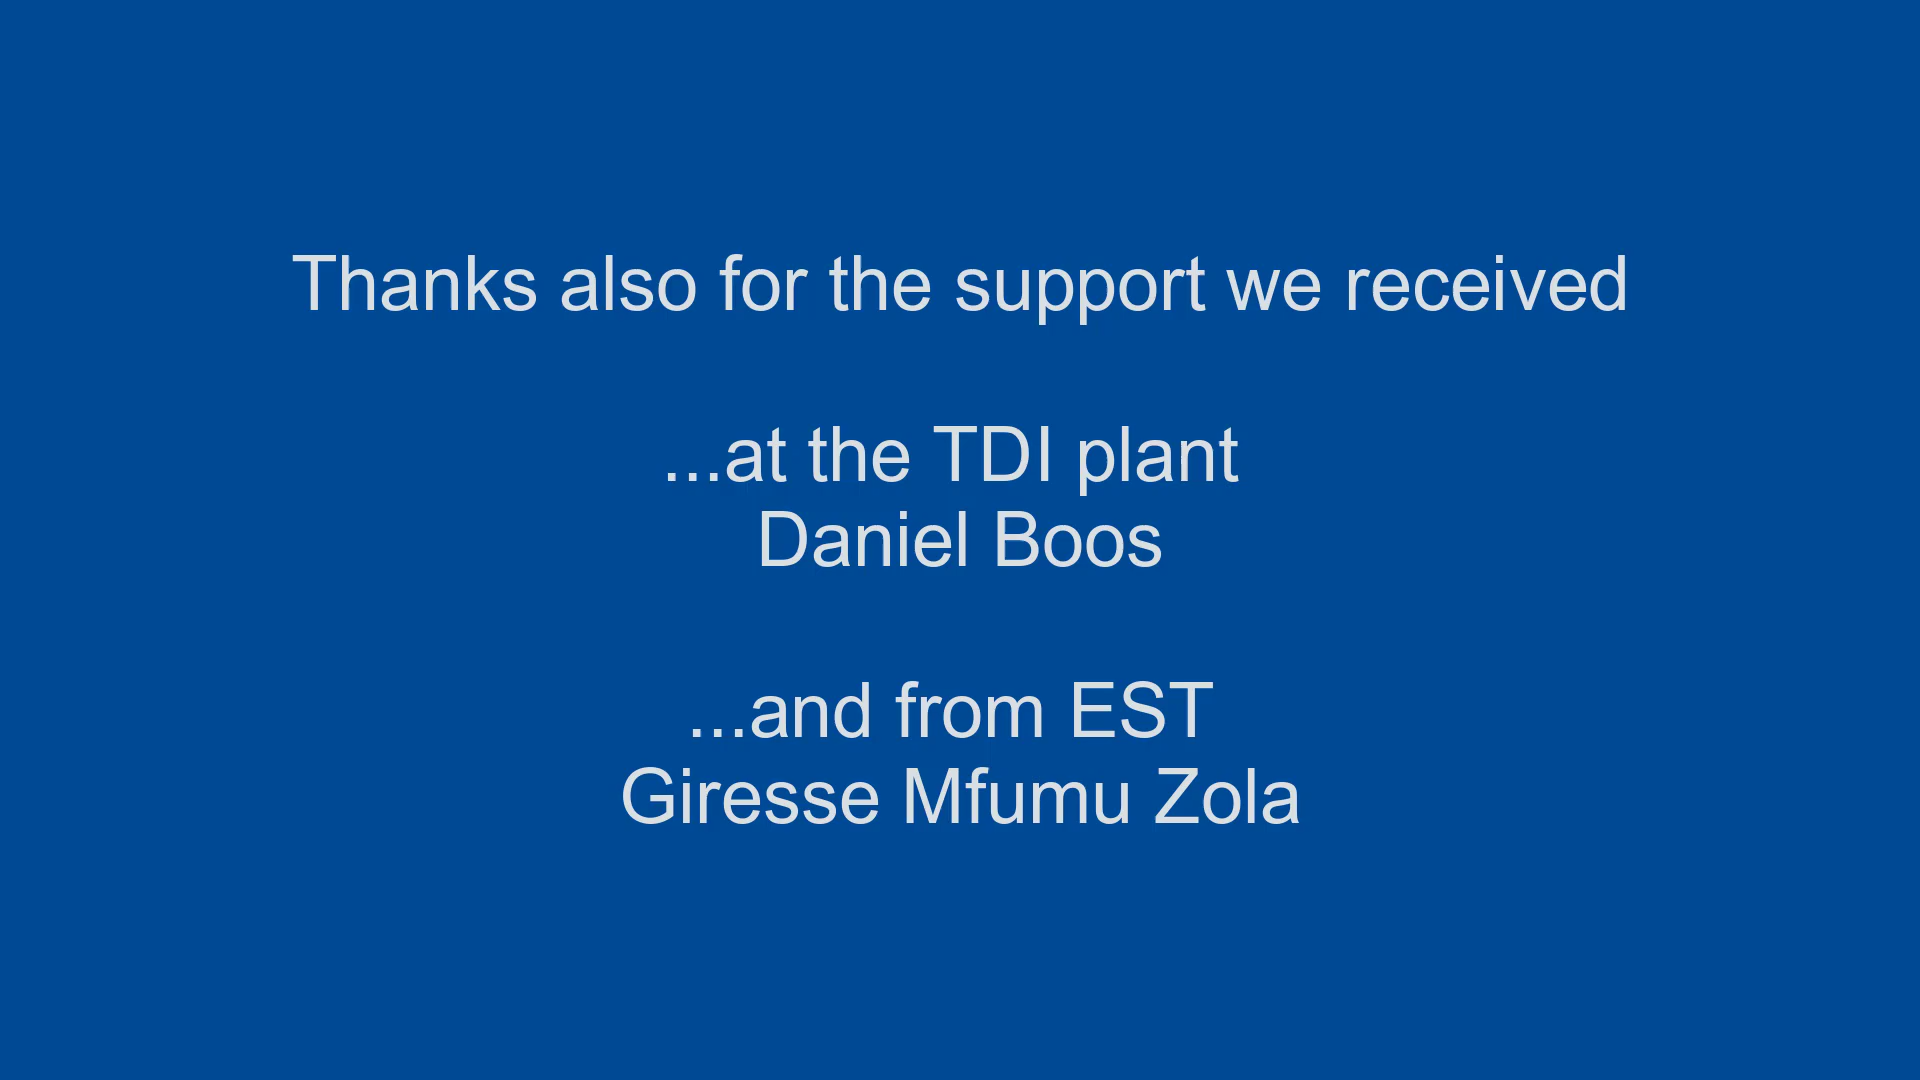 Thanks also for the support we received
...at the TDI plant
Daniel Boos
...and from EST
Giresse Mfumu Zola